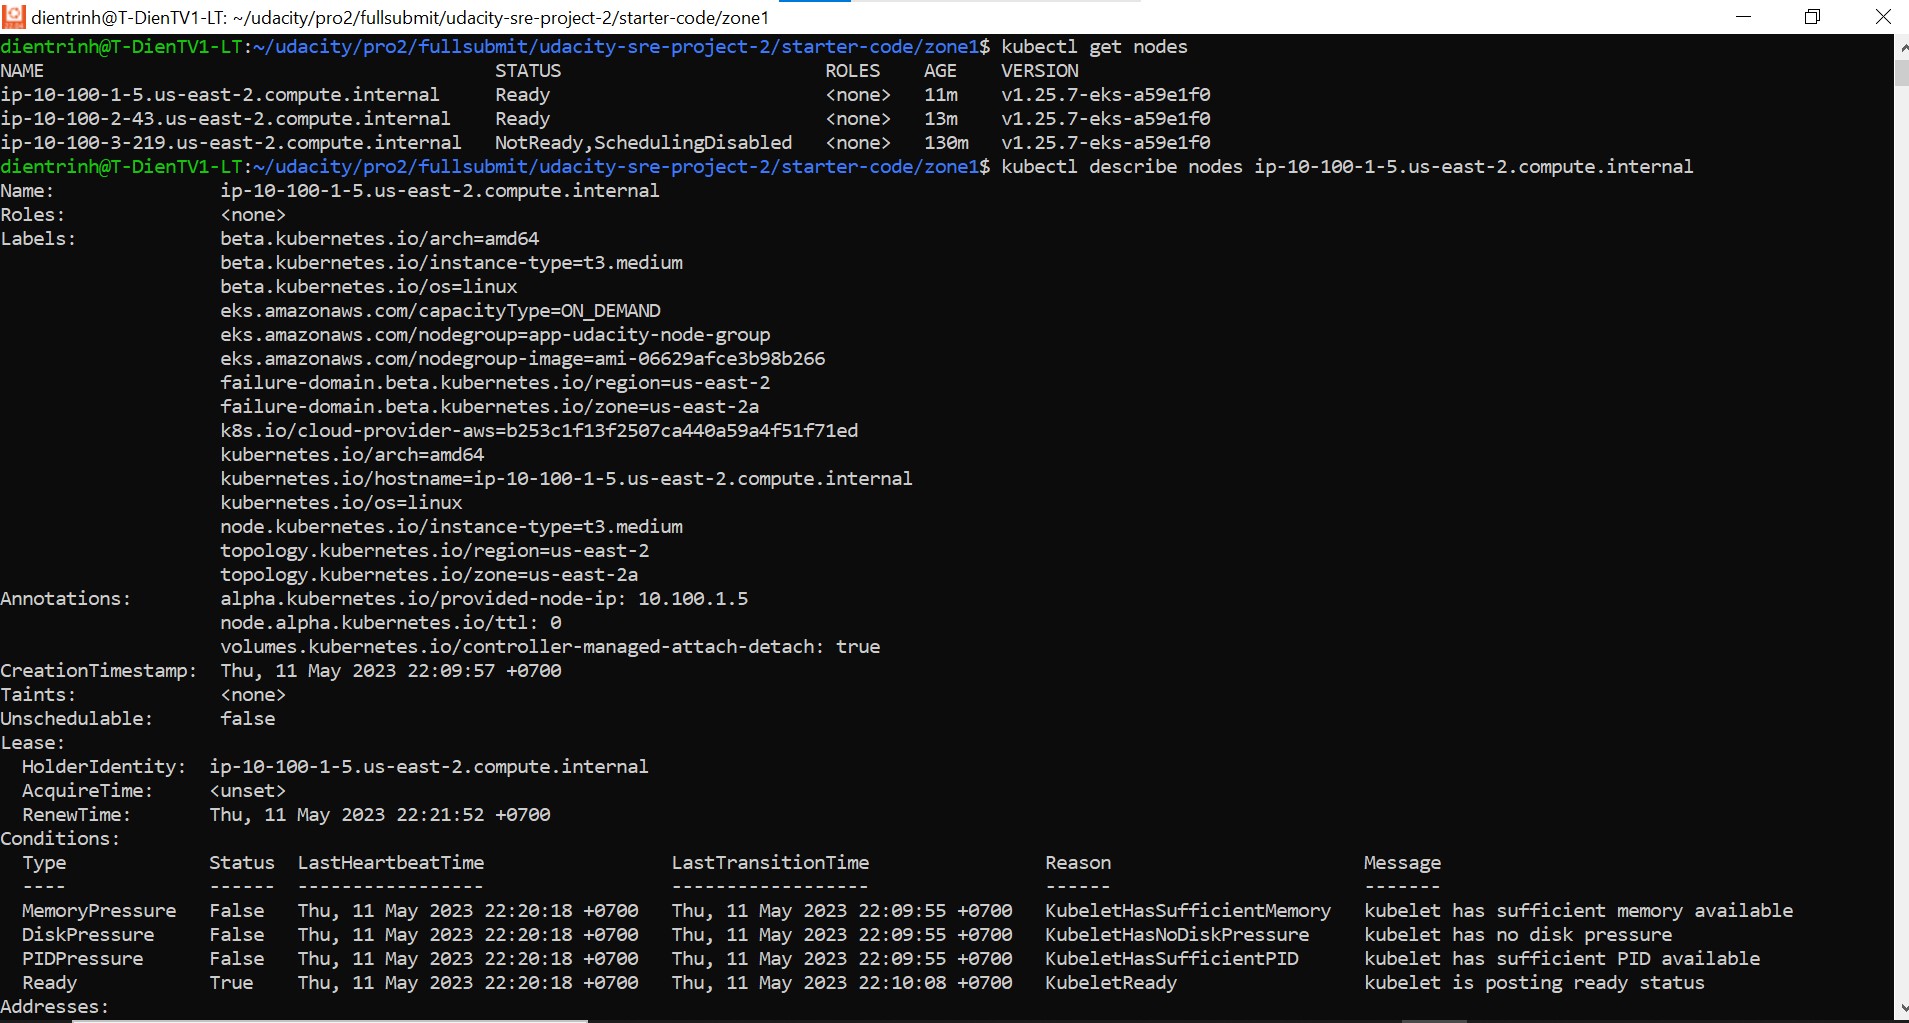 dientrinh@T-DienTV1-LT: ~/udacity/pro2/fullsubmit/udacity-sre-project-2/starter-code/zone1
dientrinh@T-DienTV1-LT:~/udacity/pro2/fullsubmit/udacity-sre-project-2/starter-code/zone1$ kubectl get nodes
NAME                                         STATUS                        ROLES    AGE    VERSION
ip-10-100-1-5.us-east-2.compute.internal     Ready                         <none>   11m    v1.25.7-eks-a59e1f0
ip-10-100-2-43.us-east-2.compute.internal    Ready                         <none>   13m    v1.25.7-eks-a59e1f0
ip-10-100-3-219.us-east-2.compute.internal   NotReady,SchedulingDisabled   <none>   130m   v1.25.7-eks-a59e1f0
dientrinh@T-DienTV1-LT:~/udacity/pro2/fullsubmit/udacity-sre-project-2/starter-code/zone1$ kubectl describe nodes ip-10-100-1-5.us-east-2.compute.internal
Name:               ip-10-100-1-5.us-east-2.compute.internal
Roles:              <none>
Labels:             beta.kubernetes.io/arch=amd64
                    beta.kubernetes.io/instance-type=t3.medium
                    beta.kubernetes.io/os=linux
                    eks.amazonaws.com/capacityType=ON_DEMAND
                    eks.amazonaws.com/nodegroup=app-udacity-node-group
                    eks.amazonaws.com/nodegroup-image=ami-06629afce3b98b266
                    failure-domain.beta.kubernetes.io/region=us-east-2
                    failure-domain.beta.kubernetes.io/zone=us-east-2a
                    k8s.io/cloud-provider-aws=b253c1f13f2507ca440a59a4f51f71ed
                    kubernetes.io/arch=amd64
                    kubernetes.io/hostname=ip-10-100-1-5.us-east-2.compute.internal
                    kubernetes.io/os=linux
                    node.kubernetes.io/instance-type=t3.medium
                    topology.kubernetes.io/region=us-east-2
                    topology.kubernetes.io/zone=us-east-2a
Annotations:        alpha.kubernetes.io/provided-node-ip: 10.100.1.5
                    node.alpha.kubernetes.io/ttl: 0
                    volumes.kubernetes.io/controller-managed-attach-detach: true
CreationTimestamp:  Thu, 11 May 2023 22:09:57 +0700
Taints:             <none>
Unschedulable:      false
Lease:
  HolderIdentity:  ip-10-100-1-5.us-east-2.compute.internal
  AcquireTime:     <unset>
  RenewTime:       Thu, 11 May 2023 22:21:52 +0700
Conditions:
  Type             Status  LastHeartbeatTime                 LastTransitionTime                Reason                       Message
  ----             ------  -----------------                 ------------------                ------                       -------
  MemoryPressure   False   Thu, 11 May 2023 22:20:18 +0700   Thu, 11 May 2023 22:09:55 +0700   KubeletHasSufficientMemory   kubelet has sufficient memory available
  DiskPressure     False   Thu, 11 May 2023 22:20:18 +0700   Thu, 11 May 2023 22:09:55 +0700   KubeletHasNoDiskPressure     kubelet has no disk pressure
  PIDPressure      False   Thu, 11 May 2023 22:20:18 +0700   Thu, 11 May 2023 22:09:55 +0700   KubeletHasSufficientPID      kubelet has sufficient PID available
  Ready            True    Thu, 11 May 2023 22:20:18 +0700   Thu, 11 May 2023 22:10:08 +0700   KubeletReady                 kubelet is posting ready status
Addresses: